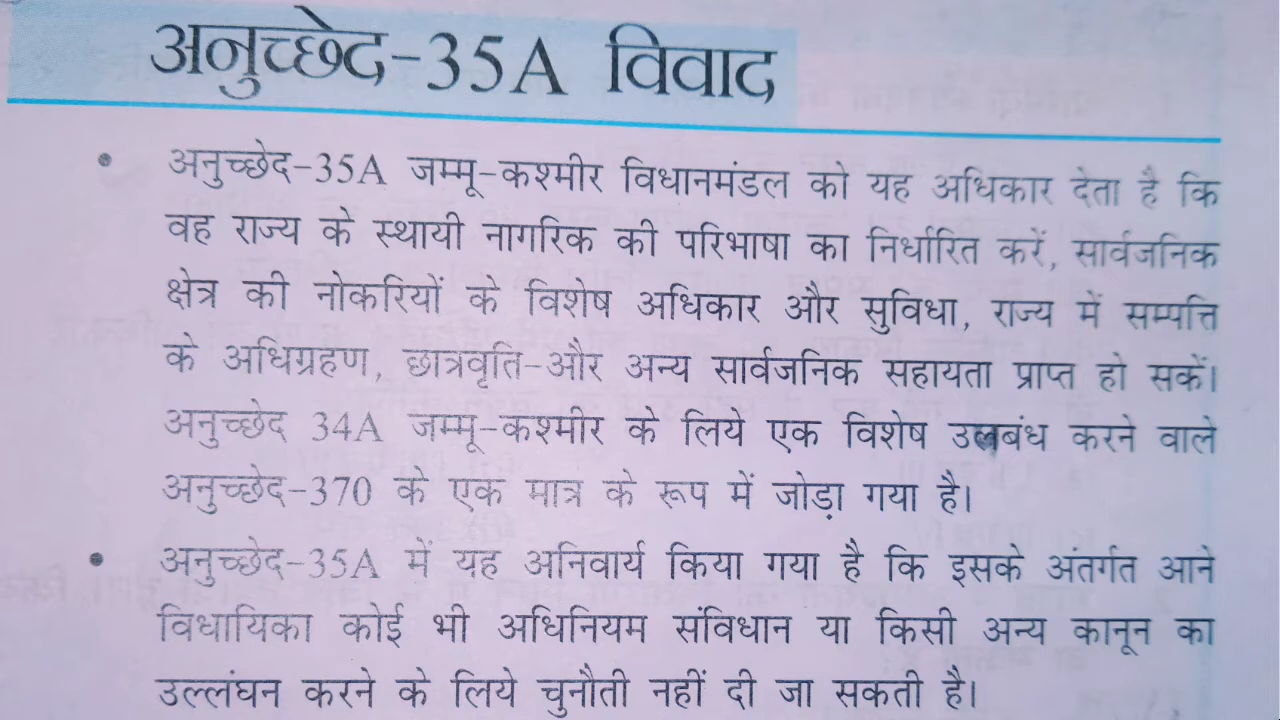 अनुच्छेद-35A विवाद
• अनुच्छेद-35A जम्मू-कश्मीर विधानमंडल को यह अधिकार देता है कि
वह राज्य के स्थायी नागरिक की परिभाषा का निर्धारित करें, सार्वजनिक
क्षेत्र की नोकरियों के विशेष अधिकार और सुविधा, राज्य में सम्पत्ति
के अधिग्रहण, छात्रवृति-और अन्य सार्वजनिक सहायता प्राप्त हो सकें।
अनुच्छेद 34A जम्मू-कश्मीर के लिये एक विशेष करने वाले
अनुच्छेद-370 के एक मात्र के रूप में जोड़ा गया है।
• अनुच्छेद-35A में यह अनिवार्य किया गया है कि इसके अंतर्गत आने
विधायिका कोई भी अधिनियम संविधान या किसी अन्य कानून का
उल्लंघन करने के लिये चुनौती नहीं दी जा सकती है।